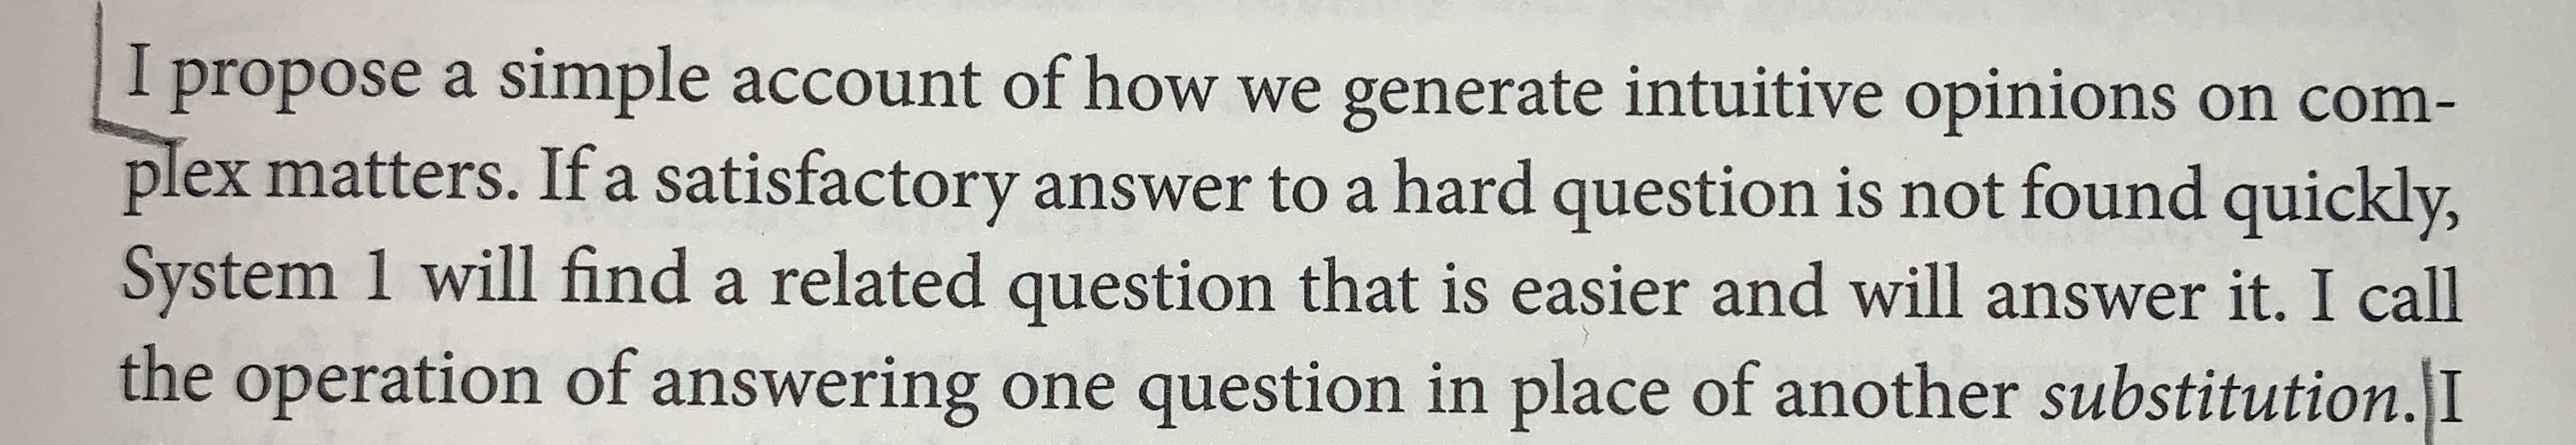 I propose a simple account of how we generate intuitive opinions on com-
plex matters. If a satisfactory answer to a hard question is not found quickly,
System 1 will find a related question that is easier and will answer it. I call
the operation of answering one question in place of another substitution. I